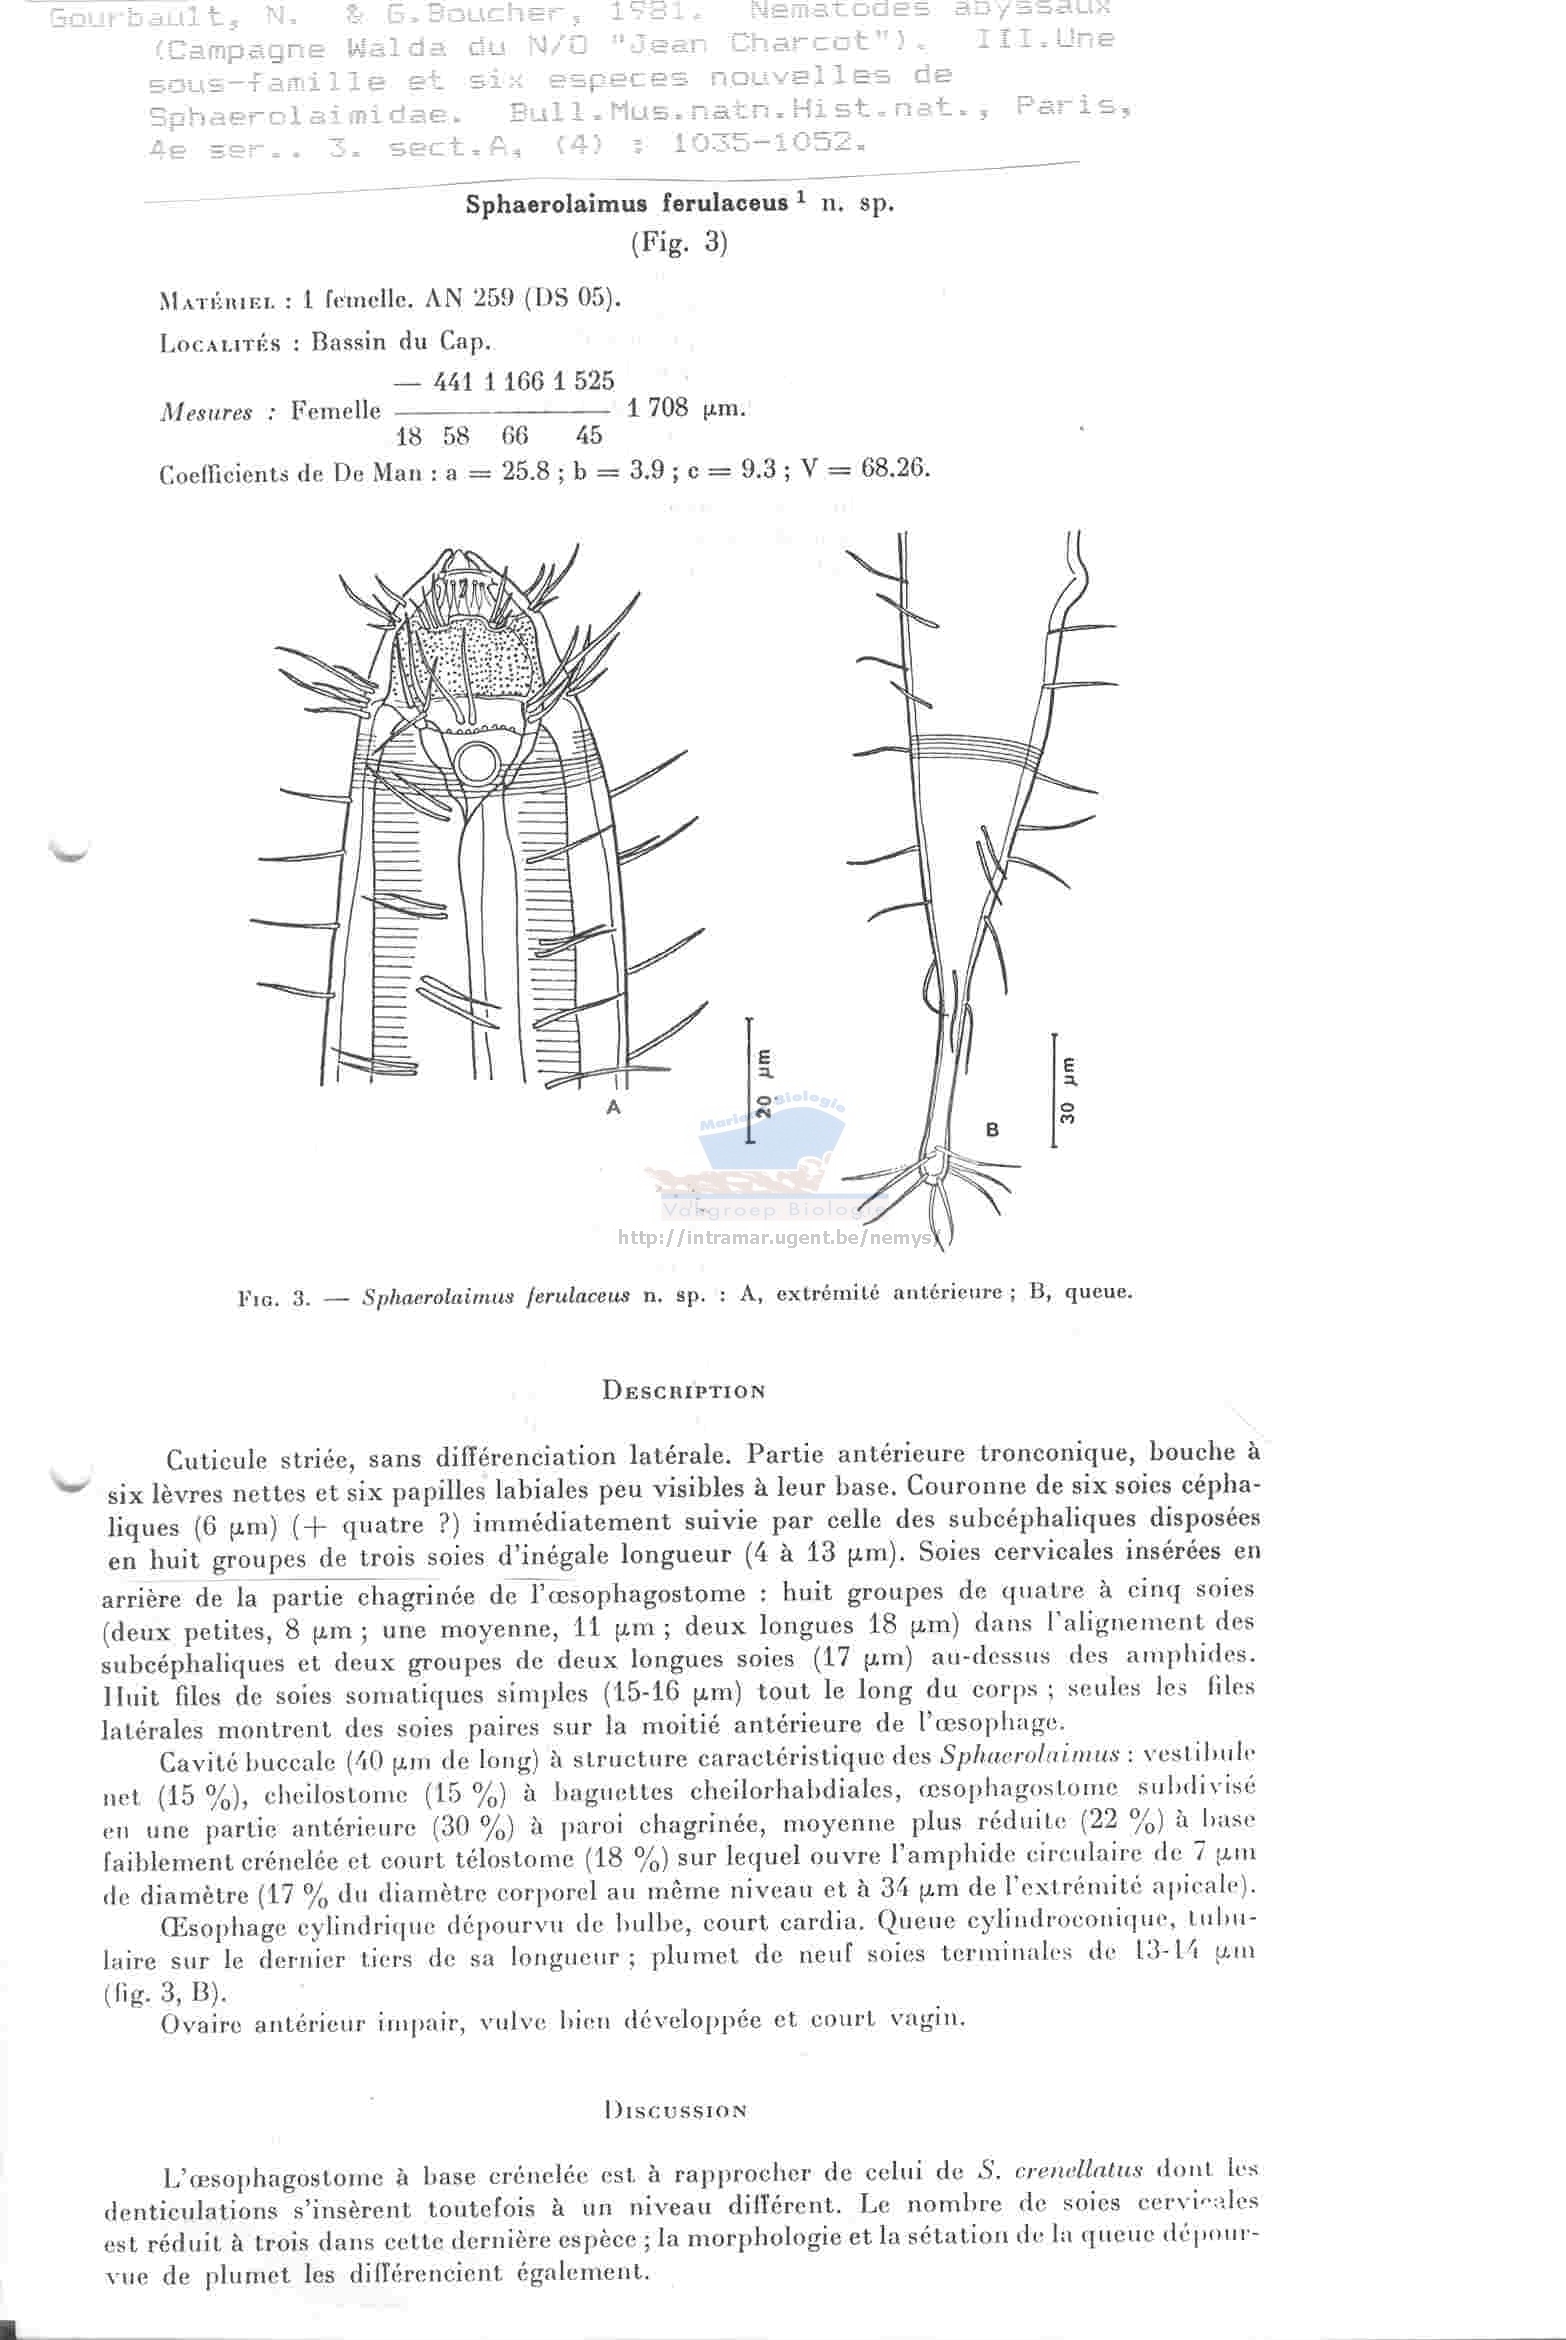 Gourbault, N. & G.Boucher, 1981. Nematodes abyssaux
(Campagne Walda du N/O "Jean Charcot"). III.Une
sous-famille et six especes nouvelles de
Sphaerolaimidae. Bull.Mus.natn.Hist.nat., Paris,
4e ser.. 3. sect.A, (4) : 1035-1052.
Sphaerolaimus ferulaceus 1 n. sp.
(Fig. 3)
Matériel : 1 femelle. AN 259 (DS 05).
Localités : Bassin du Cap.
— 441 1 166 1 525
Mesures : Femelle 1 708 μm.
18 58 66 45
Coefficients de De Man : a = 25.8 ; b = 3.9 ; c = 9.3 ; V = 68.26.
A
20 μm
B
30 μm
Marine Biologie
Vakgroep Biologie
http://intramar.ugent.be/nemys/
Fig. 3. — Sphaerolaimus ferulaceus n. sp. : A, extrémité antérieure ; B, queue.
Description
Cuticule striée, sans différenciation latérale. Partie antérieure tronconique, bouche à
six lèvres nettes et six papilles labiales peu visibles à leur base. Couronne de six soies cépha-
liques (6 μm) (+ quatre ?) immédiatement suivie par celle des subcéphaliques disposées
en huit groupes de trois soies d'inégale longueur (4 à 13 μm). Soies cervicales insérées en
arrière de la partie chagrinée de l'œsophagostome : huit groupes de quatre à cinq soies
(deux petites, 8 μm ; une moyenne, 11 μm ; deux longues 18 μm) dans l'alignement des
subcéphaliques et deux groupes de deux longues soies (17 μm) au-dessus des amphides.
Huit files de soies somatiques simples (15-16 μm) tout le long du corps ; seules les files
latérales montrent des soies paires sur la moitié antérieure de l'œsophage.
Cavité buccale (40 μm de long) à structure caractéristique des Sphaerolaimus : vestibule
net (15 %), cheilostome (15 %) à baguettes cheilorhabdiales, œsophagostome subdivisé
en une partie antérieure (30 %) à paroi chagrinée, moyenne plus réduite (22 %) à base
faiblement crénelée et court télostome (18 %) sur lequel ouvre l'amphide circulaire de 7 μm
de diamètre (17 % du diamètre corporel au même niveau et à 34 μm de l'extrémité apicale).
Œsophage cylindrique dépourvu de bulbe, court cardia. Queue cylindroconique, tubu-
laire sur le dernier tiers de sa longueur ; plumet de neuf soies terminales de 13-14 μm
(fig. 3, B).
Ovaire antérieur impair, vulve bien développée et court vagin.
Discussion
L'œsophagostome à base crénelée est à rapprocher de celui de S. crenellatus dont les
denticulations s'insèrent toutefois à un niveau différent. Le nombre de soies cervicales
est réduit à trois dans cette dernière espèce ; la morphologie et la sétation de la queue dépour-
vue de plumet les différencient également.